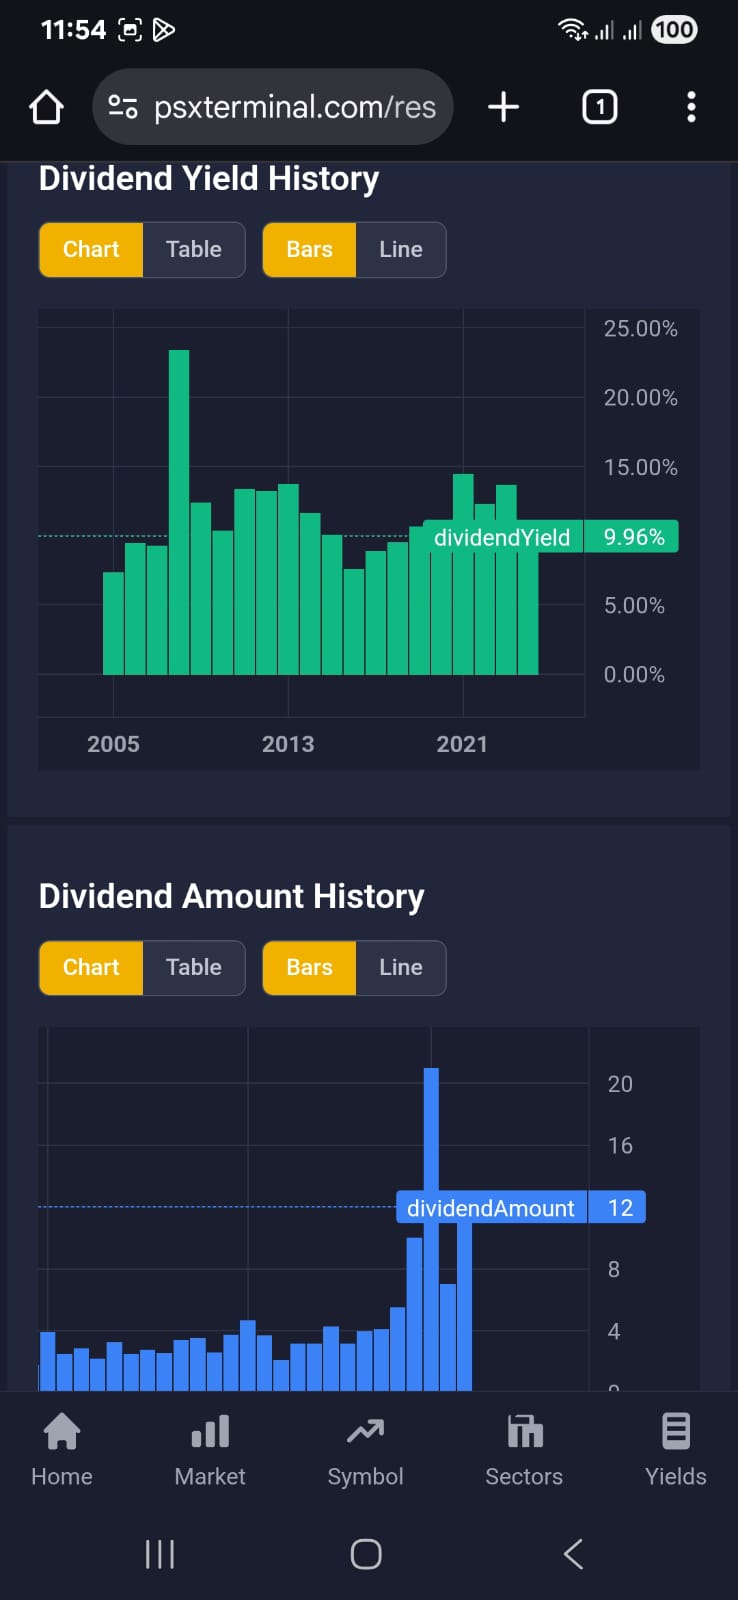 11:54
100
psxterminal.com/res
1
Dividend Yield History
Chart Table Bars Line
25.00%
20.00%
15.00%
dividendYield 9.96%
5.00%
0.00%
2005 2013 2021
Dividend Amount History
Chart Table Bars Line
20
16
dividendAmount 12
8
4
Home Market Symbol Sectors Yields